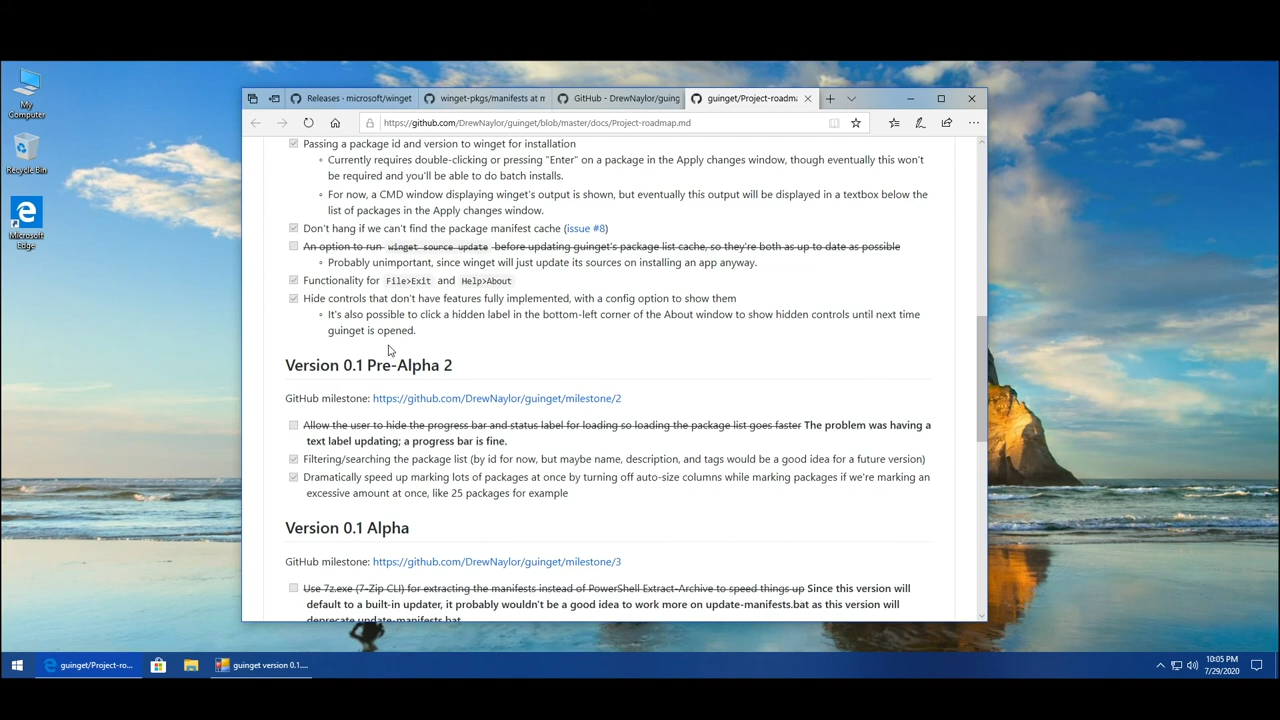 My
Computer
Recycle Bin
Microsoft
Edge
Releases · microsoft/winget
winget-pkgs/manifests at m
GitHub - DrewNaylor/guing
guinget/Project-roadma
https://github.com/DrewNaylor/guinget/blob/master/docs/Project-roadmap.md
Passing a package id and version to winget for installation
Currently requires double-clicking or pressing "Enter" on a package in the Apply changes window, though eventually this won't
be required and you'll be able to do batch installs.
For now, a CMD window displaying winget's output is shown, but eventually this output will be displayed in a textbox below the
list of packages in the Apply changes window.
Don't hang if we can't find the package manifest cache (issue #8)
An option to run winget source update before updating guinget's package list cache, so they're both as up to date as possible
Probably unimportant, since winget will just update its sources on installing an app anyway.
Functionality for File>Exit and Help>About
Hide controls that don't have features fully implemented, with a config option to show them
It's also possible to click a hidden label in the bottom-left corner of the About window to show hidden controls until next time
guinget is opened.
Version 0.1 Pre-Alpha 2
GitHub milestone: https://github.com/DrewNaylor/guinget/milestone/2
Allow the user to hide the progress bar and status label for loading so loading the package list goes faster The problem was having a
text label updating; a progress bar is fine.
Filtering/searching the package list (by id for now, but maybe name, description, and tags would be a good idea for a future version)
Dramatically speed up marking lots of packages at once by turning off auto-size columns while marking packages if we're marking an
excessive amount at once, like 25 packages for example
Version 0.1 Alpha
GitHub milestone: https://github.com/DrewNaylor/guinget/milestone/3
Use 7z.exe (7-Zip CLI) for extracting the manifests instead of PowerShell Extract-Archive to speed things up Since this version will
default to a built-in updater, it probably wouldn't be a good idea to work more on update-manifests.bat as this version will
deprecate update-manifests.bat
guinget/Project-ro...
guinget version 0.1....
10:05 PM
7/29/2020